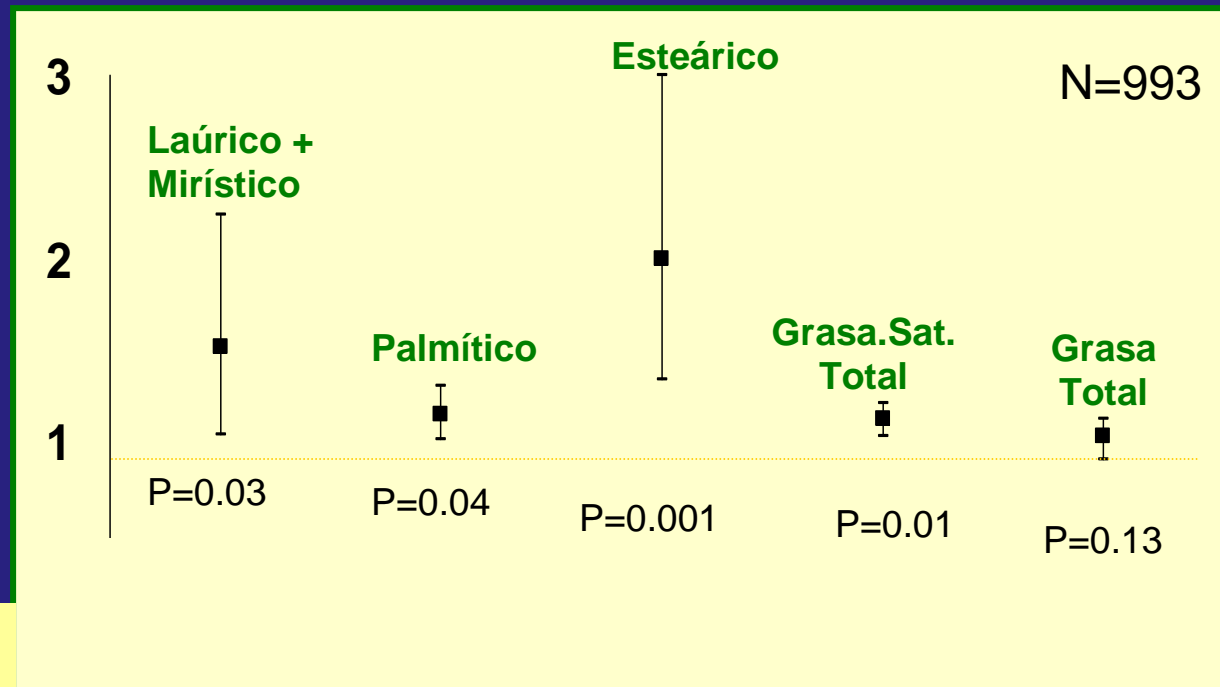 Esteárico
3
N=993
Laúrico +
Mirístico
2
Palmítico
Grasa.Sat.
Total
Grasa
Total
1
P=0.03
P=0.04
P=0.001
P=0.01
P=0.13